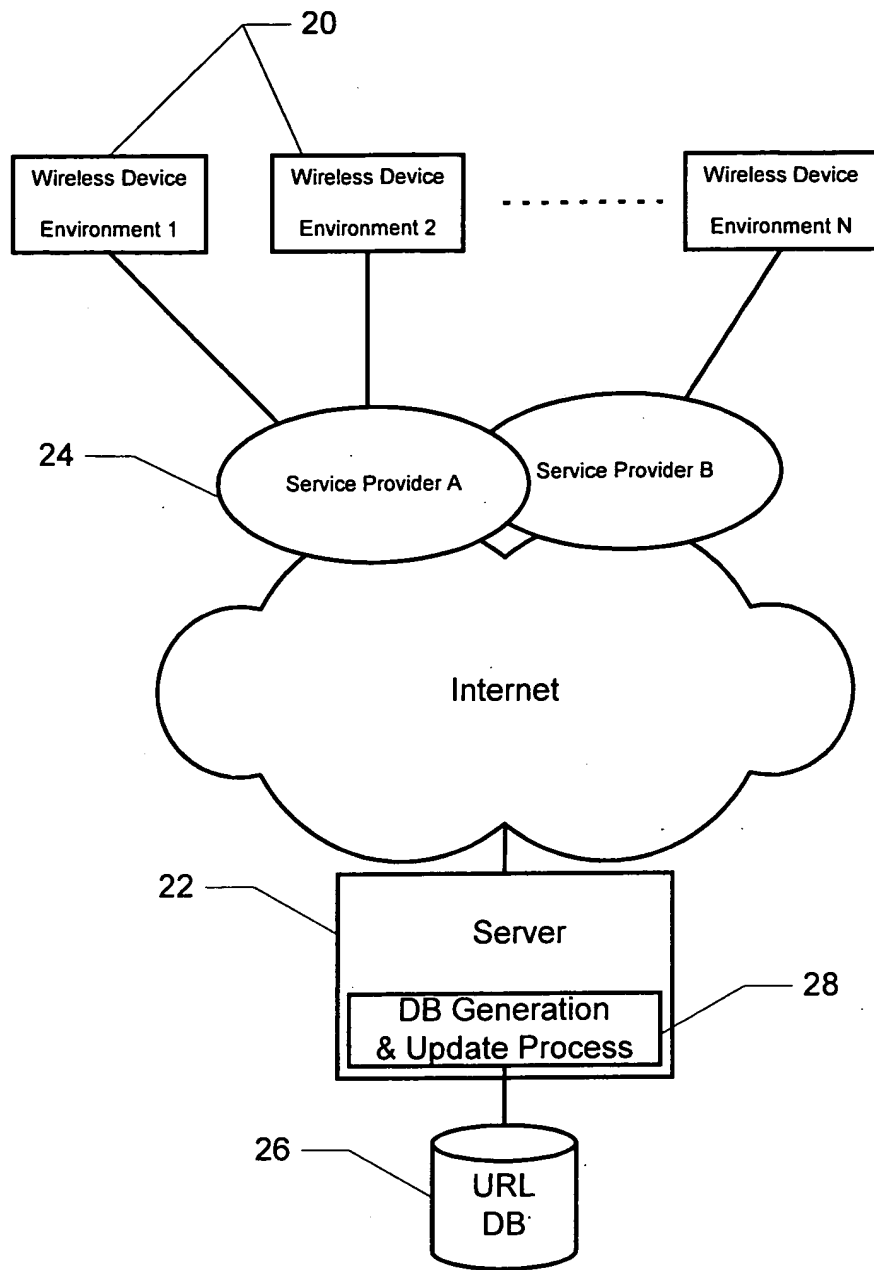 20
Wireless Device
Environment 1
Wireless Device
Environment 2
Wireless Device
Environment N
24
Service Provider A
Service Provider B
Internet
22
Server
28
DB Generation
& Update Process
26
URL
DB